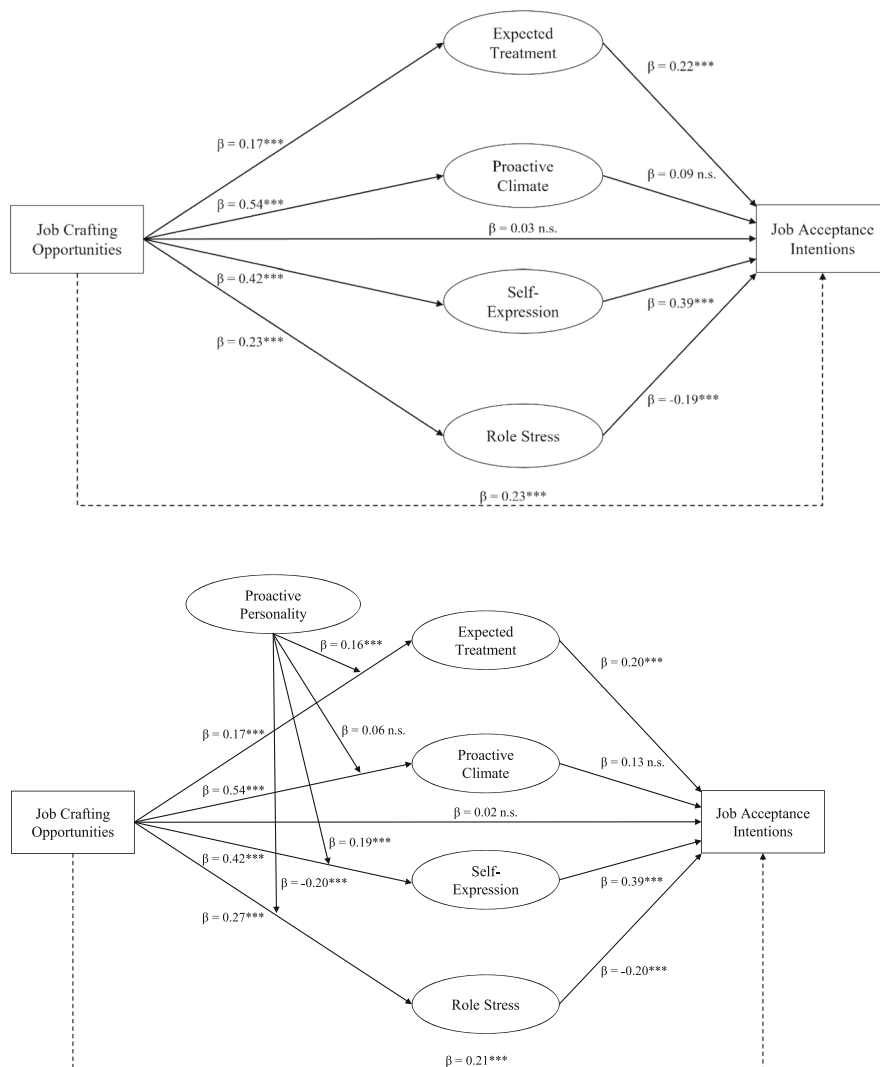 Expected
Treatment
β = 0.22***
β = 0.17***
Proactive
Climate
β = 0.09 n.s.
β = 0.54***
Job Crafting
Opportunities
β = 0.03 n.s.
Job Acceptance
Intentions
β = 0.42***
Self-
Expression
β = 0.39***
β = 0.23***
β = -0.19***
Role Stress
β = 0.23***
Proactive
Personality
Expected
Treatment
β = 0.16***
β = 0.20***
β = 0.17***
β = 0.06 n.s.
Proactive
Climate
β = 0.13 n.s.
β = 0.54***
Job Crafting
Opportunities
β = 0.02 n.s.
Job Acceptance
Intentions
β = 0.19***
β = 0.42***
Self-
Expression
β = -0.20***
β = 0.39***
β = 0.27***
β = -0.20***
Role Stress
β = 0.21***